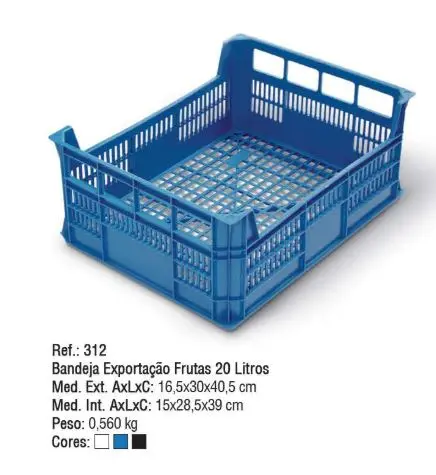 Ref.: 312
Bandeja Exportação Frutas 20 Litros
Med. Ext. AxLxC: 16,5x30x40,5 cm
Med. Int. AxLxC: 15x28,5x39 cm
Peso: 0,560 kg
Cores: